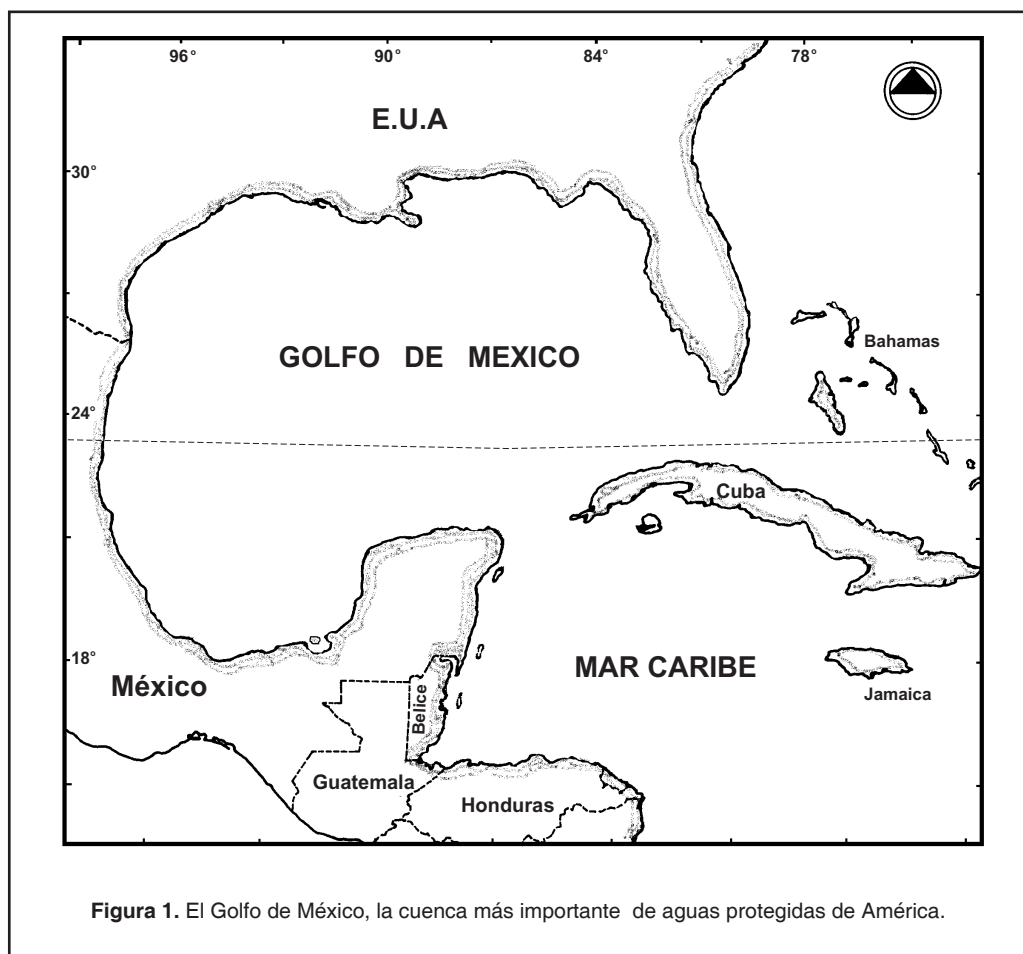 96° 90° 84° 78°
E.U.A
30°
GOLFO DE MEXICO
Bahamas
24°
Cuba
18°
MAR CARIBE
México
Jamaica
Belice
Guatemala
Honduras
Figura 1. El Golfo de México, la cuenca más importante de aguas protegidas de América.